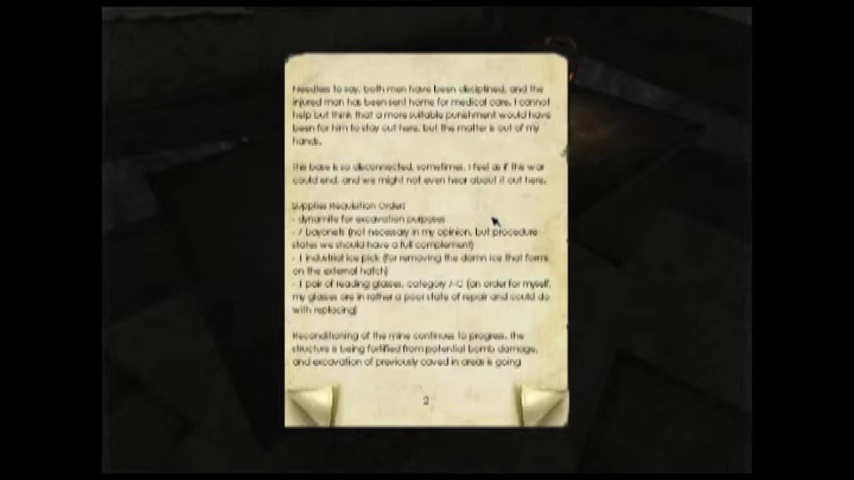 Needless to say, both men have been disciplined, and the
injured man has been sent home for medical care. I cannot
help but think that a more suitable punishment would have
been for him to stay out here, but the matter is out of my
hands.
This base is so disconnected, sometimes, I feel as if the war
could end, and we might not even hear about it out here.
Supplies Requisition Order:
- dynamite for excavation purposes
- 7 bayonets (not necessary in my opinion, but procedure
states we should have a full complement)
- 1 industrial ice pick (for removing the damn ice that forms
on the external hatch)
- 1 pair of reading glasses, category 7-C (an order for myself,
my glasses are in rather a poor state of repair and could do
with replacing)
Reconditioning of the mine continues to progress, the
structure is being fortified from potential bomb damage,
and excavation of previously caved in areas is going
2